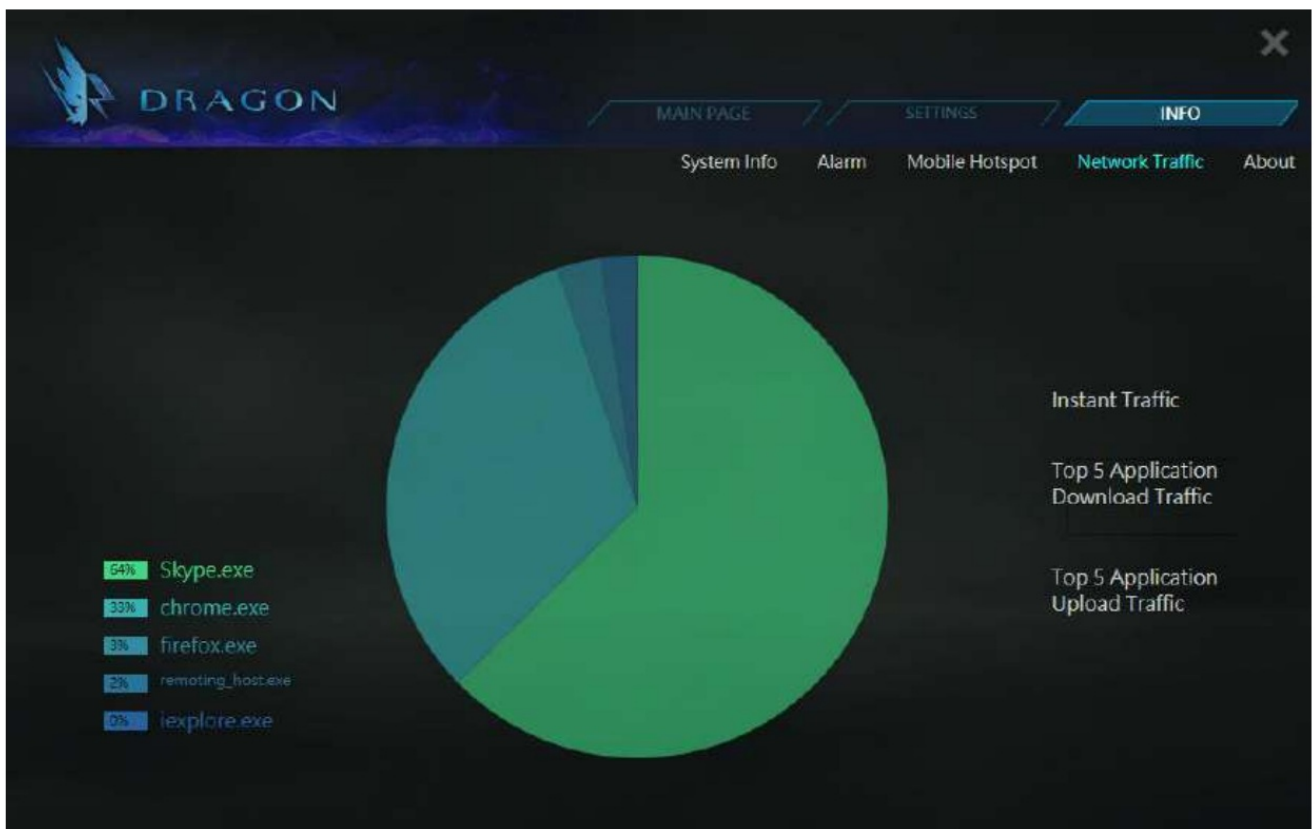 DRAGON
MAIN PAGE
SETTINGS
INFO
System Info Alarm Mobile Hotspot Network Traffic About
Instant Traffic
Top 5 Application
Download Traffic
Top 5 Application
Upload Traffic
64% Skype.exe
33% chrome.exe
3% firefox.exe
2% remoting_host.exe
0% iexplore.exe